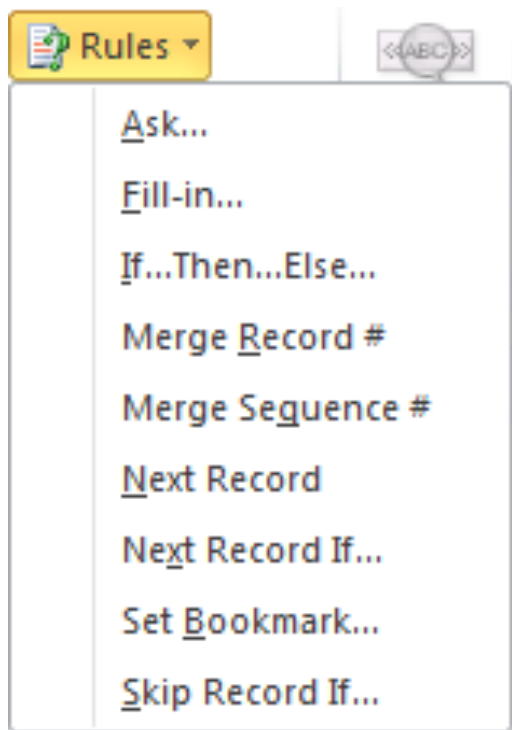 Rules
«ABC»
Ask...
Fill-in...
If...Then...Else...
Merge Record #
Merge Sequence #
Next Record
Next Record If...
Set Bookmark...
Skip Record If...